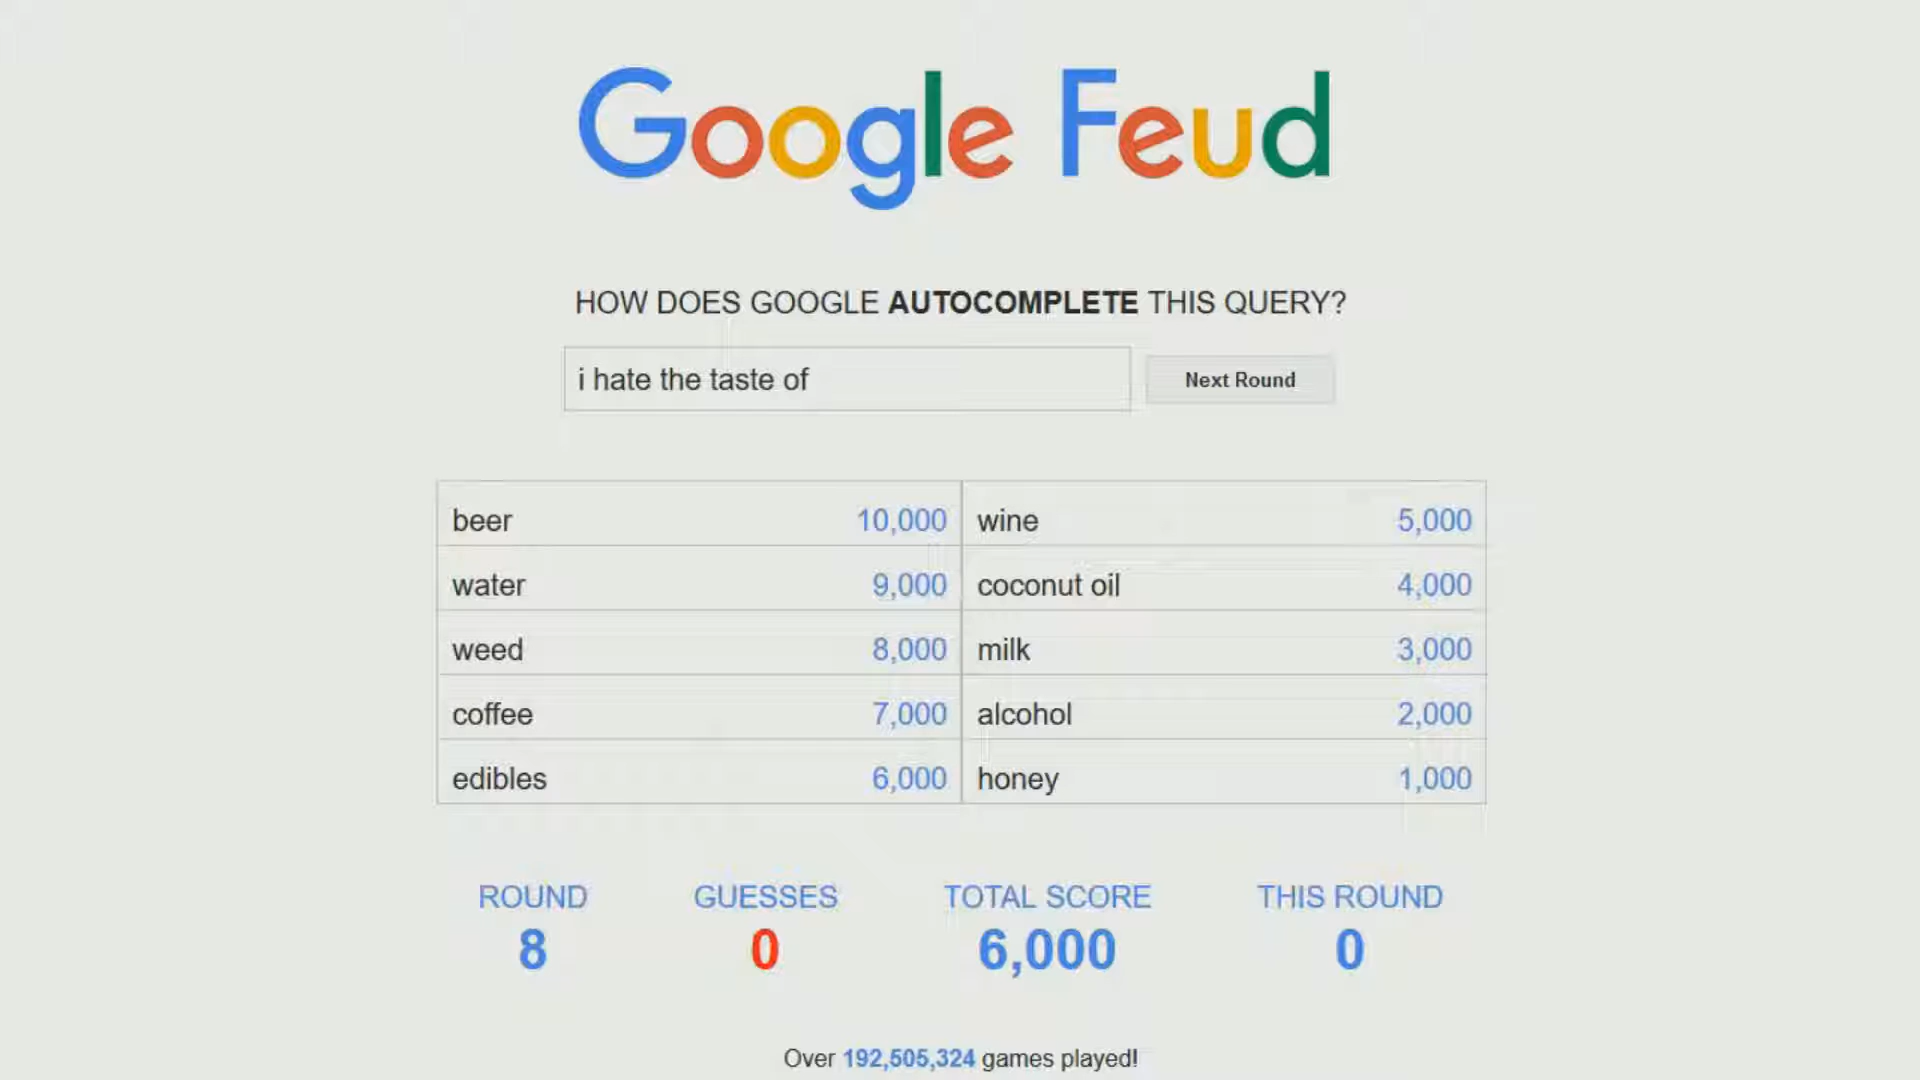 Google Feud
HOW DOES GOOGLE AUTOCOMPLETE THIS QUERY?
i hate the taste of
Next Round
beer 10,000 wine 5,000
water 9,000 coconut oil 4,000
weed 8,000 milk 3,000
coffee 7,000 alcohol 2,000
edibles 6,000 honey 1,000
ROUND GUESSES TOTAL SCORE THIS ROUND
8 0 6,000 0
Over 192,505,324 games played!